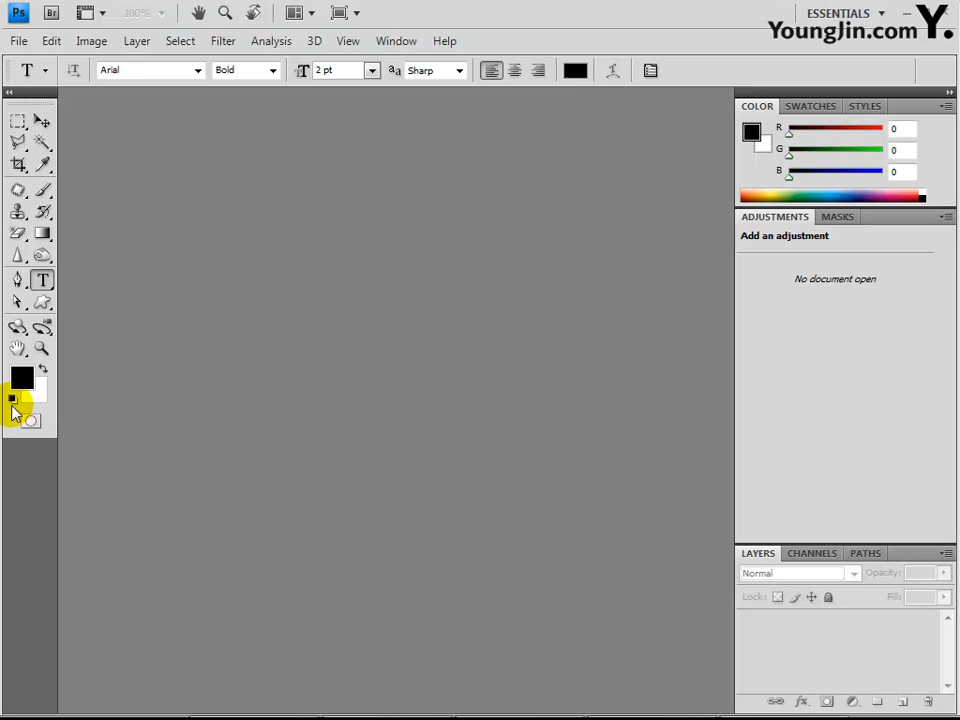 Ps Br 100% ESSENTIALS
YoungJin.com Y.
File Edit Image Layer Select Filter Analysis 3D View Window Help
T T Arial Bold T 2 pt aa Sharp
COLOR SWATCHES STYLES
R 0
G 0
B 0
ADJUSTMENTS MASKS
Add an adjustment
No document open
T
LAYERS CHANNELS PATHS
Normal Opacity:
Lock: Fill:
fx